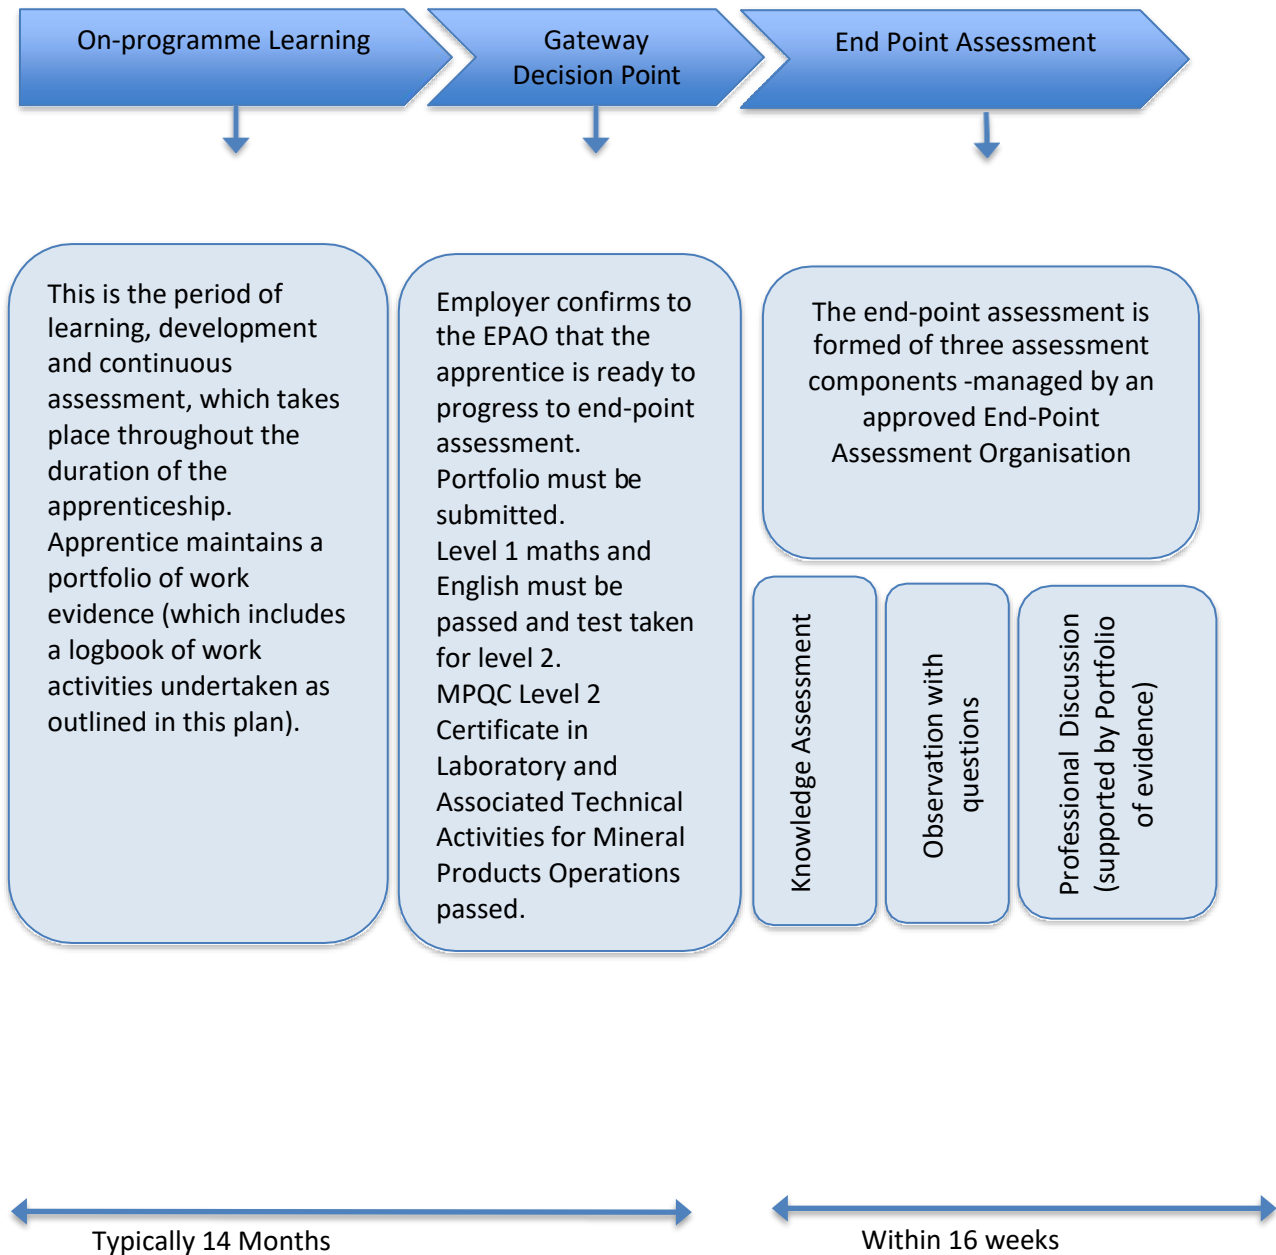 On-programme Learning
Gateway
Decision Point
End Point Assessment
This is the period of
learning, development
and continuous
assessment, which takes
place throughout the
duration of the
apprenticeship.
Apprentice maintains a
portfolio of work
evidence (which includes
a logbook of work
activities undertaken as
outlined in this plan).
Employer confirms to
the EPAO that the
apprentice is ready to
progress to end-point
assessment.
Portfolio must be
submitted.
Level 1 maths and
English must be
passed and test taken
for level 2.
MPQC Level 2
Certificate in
Laboratory and
Associated Technical
Activities for Mineral
Products Operations
passed.
The end-point assessment is
formed of three assessment
components -managed by an
approved End-Point
Assessment Organisation
Knowledge Assessment
Observation with
questions
Professional Discussion
(supported by Portfolio
of evidence)
Typically 14 Months
Within 16 weeks